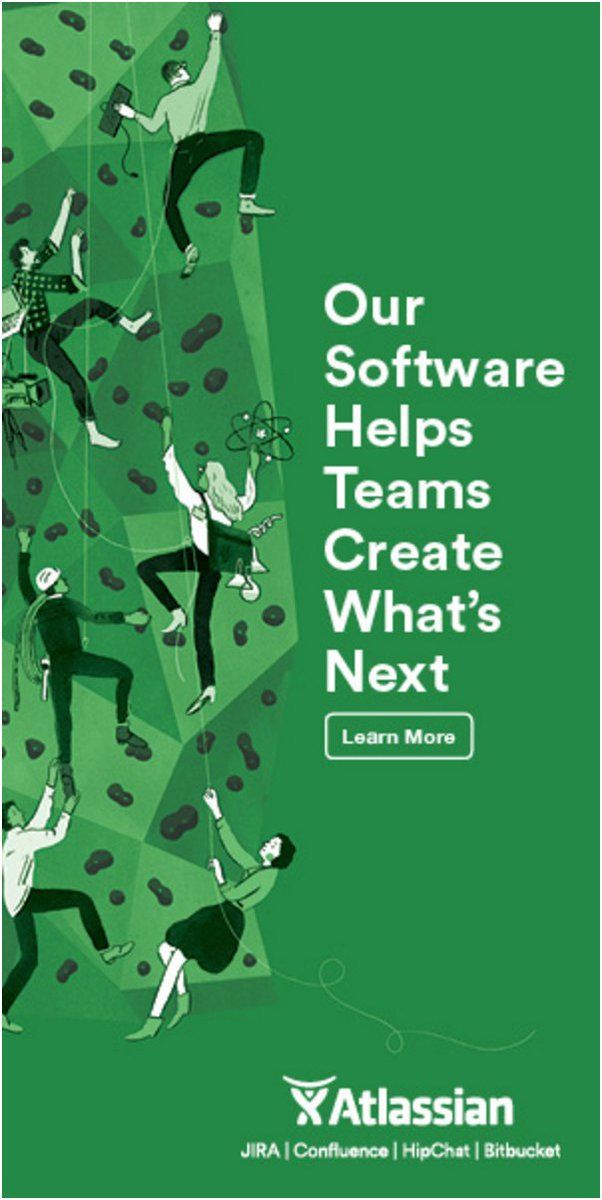 Our
Software
Helps
Teams
Create
What's
Next
Learn More
Atlassian
JIRA | Confluence | HipChat | Bitbucket